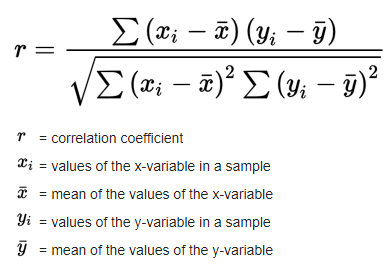 r = ∑ (xᵢ − x̄) (yᵢ − ȳ) / √∑ (xᵢ − x̄)² ∑ (yᵢ − ȳ)²
r = correlation coefficient
xᵢ = values of the x-variable in a sample
x̄ = mean of the values of the x-variable
yᵢ = values of the y-variable in a sample
ȳ = mean of the values of the y-variable